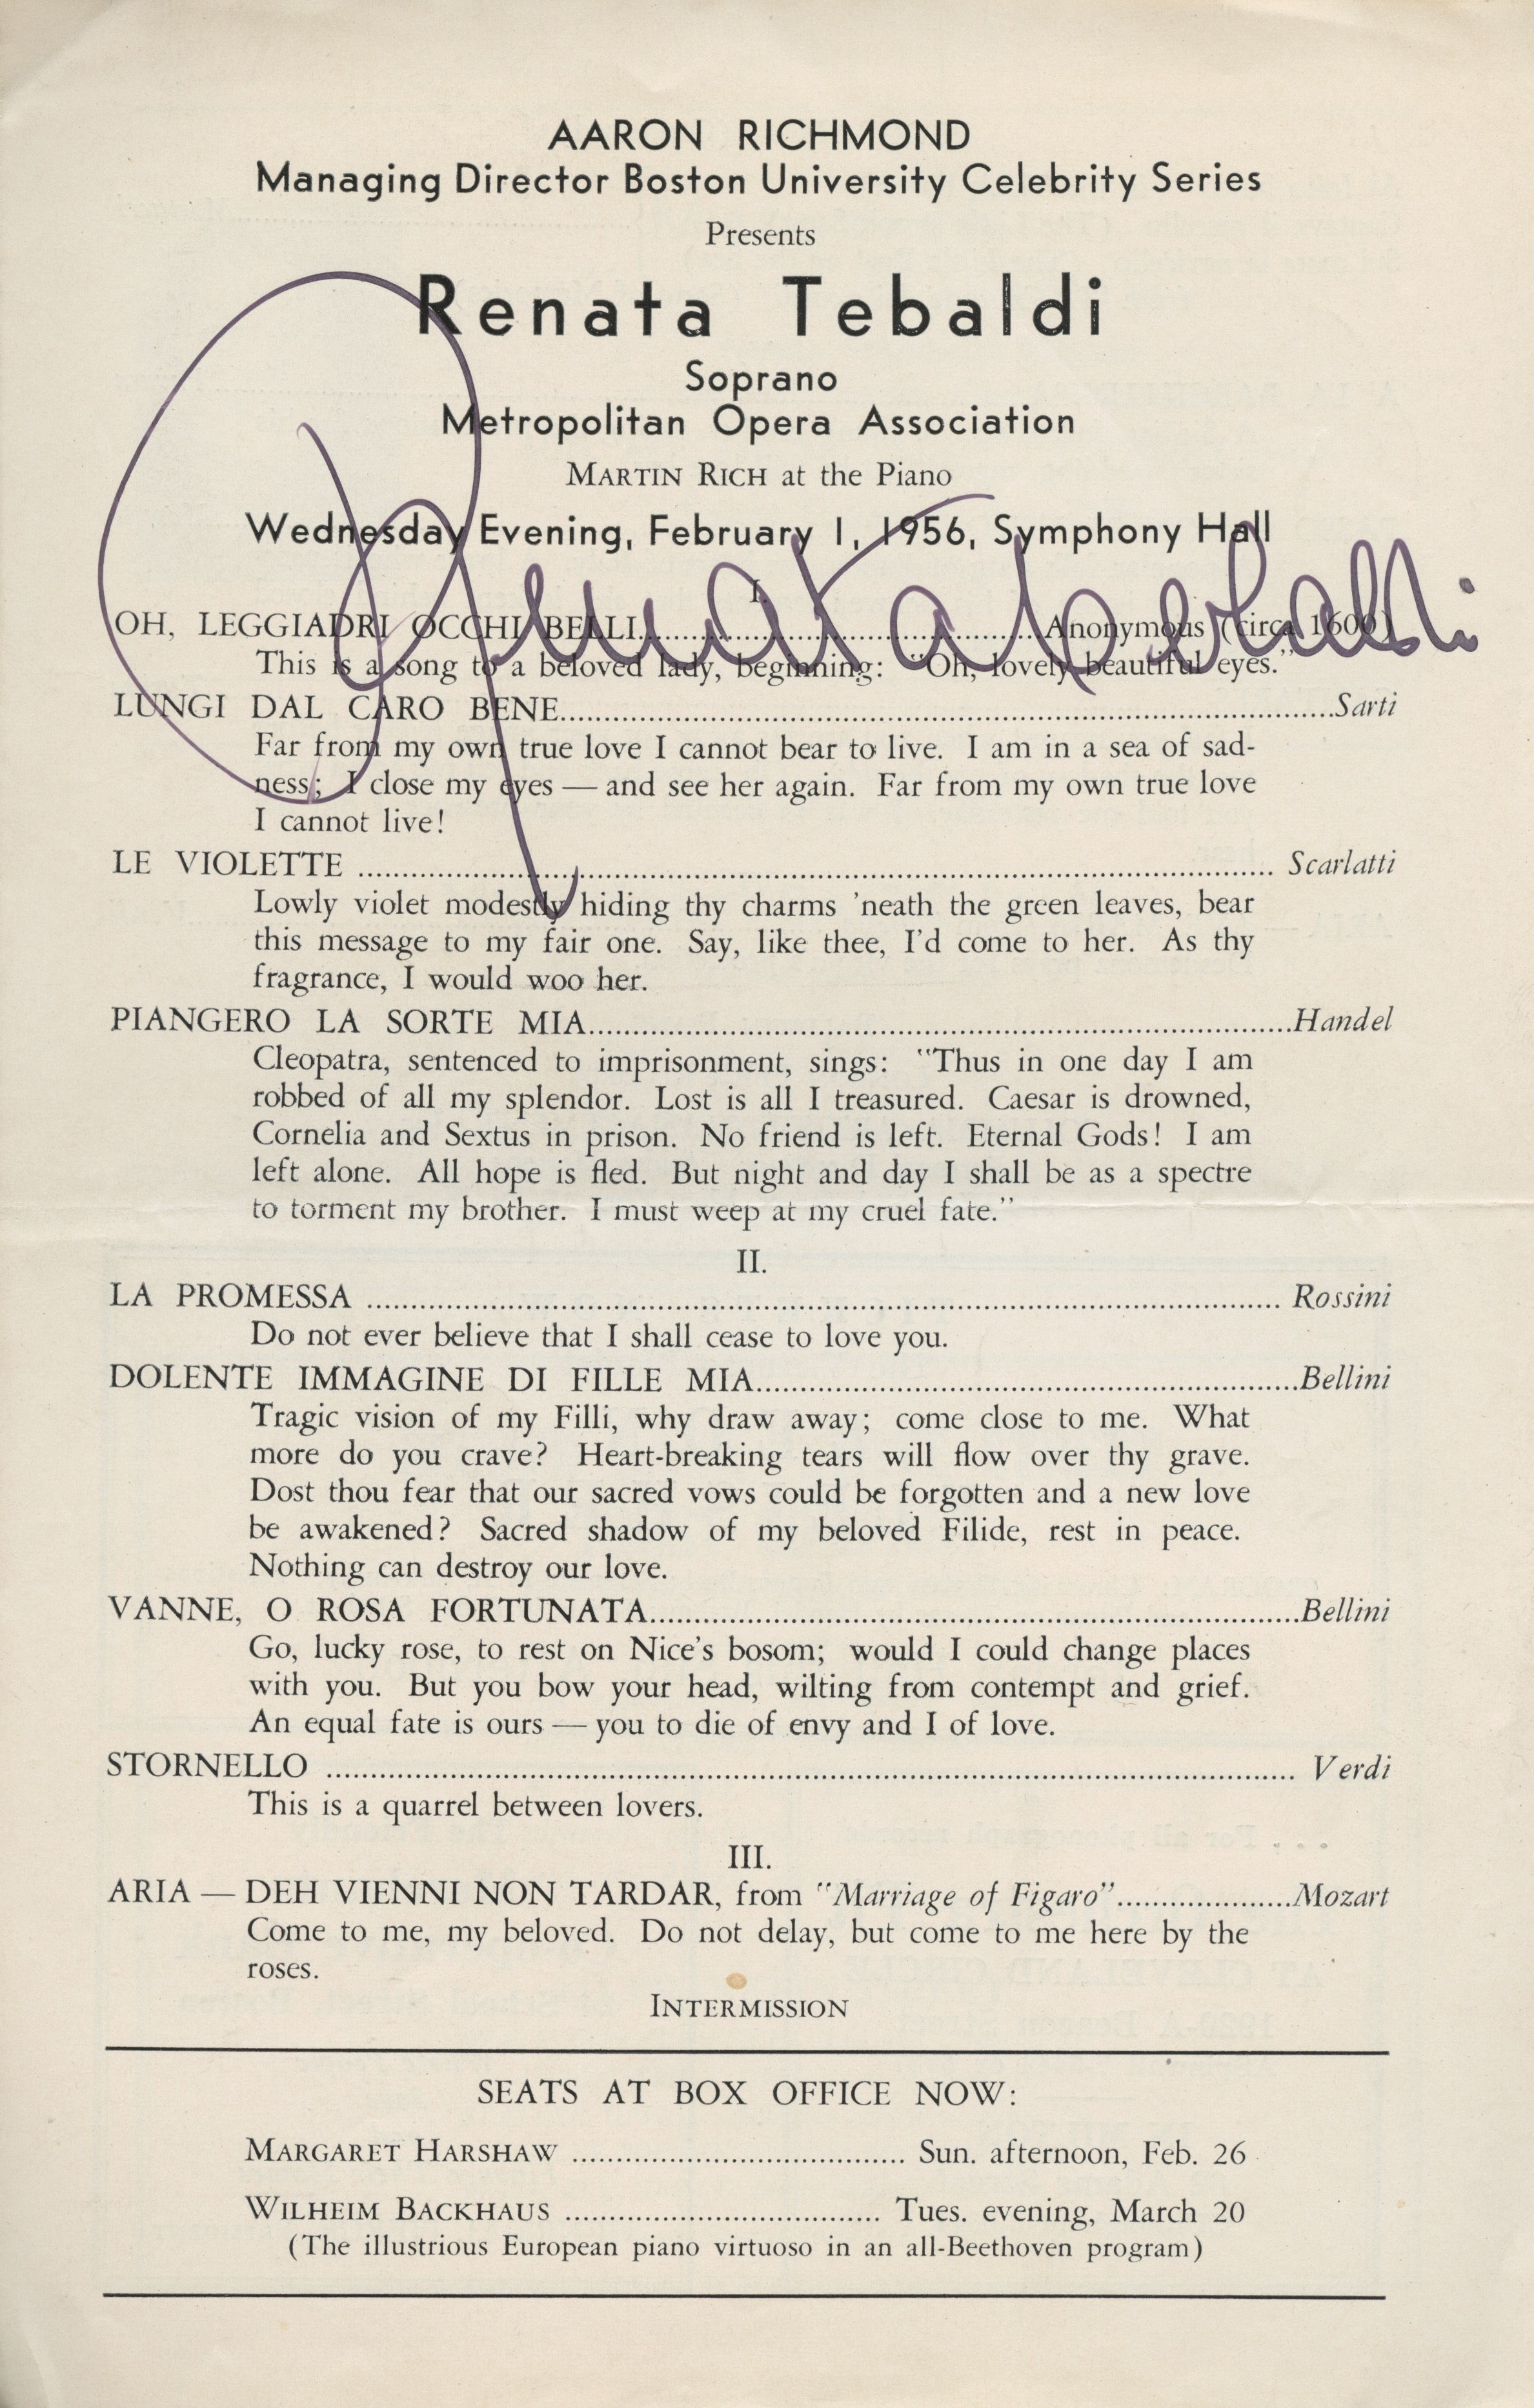 AARON RICHMOND
Managing Director Boston University Celebrity Series
Presents
Renata Tebaldi
Soprano
Metropolitan Opera Association
MARTIN RICH at the Piano
Wednesday Evening, February 1, 1956, Symphony Hall
Renata Tebaldi
I.
OH, LEGGIADRI OCCHI BELLI..........Anonymous (circa 1600)
This is a song to a beloved lady, beginning: "Oh, lovely beautiful eyes."
LUNGI DAL CARO BENE..........Sarti
Far from my own true love I cannot bear to live. I am in a sea of sad-
ness; I close my eyes — and see her again. Far from my own true love
I cannot live!
LE VIOLETTE .......... Scarlatti
Lowly violet modestly hiding thy charms 'neath the green leaves, bear
this message to my fair one. Say, like thee, I'd come to her. As thy
fragrance, I would woo her.
PIANGERO LA SORTE MIA..........Handel
Cleopatra, sentenced to imprisonment, sings: "Thus in one day I am
robbed of all my splendor. Lost is all I treasured. Caesar is drowned,
Cornelia and Sextus in prison. No friend is left. Eternal Gods! I am
left alone. All hope is fled. But night and day I shall be as a spectre
to torment my brother. I must weep at my cruel fate."
II.
LA PROMESSA .......... Rossini
Do not ever believe that I shall cease to love you.
DOLENTE IMMAGINE DI FILLE MIA..........Bellini
Tragic vision of my Filli, why draw away; come close to me. What
more do you crave? Heart-breaking tears will flow over thy grave.
Dost thou fear that our sacred vows could be forgotten and a new love
be awakened? Sacred shadow of my beloved Filide, rest in peace.
Nothing can destroy our love.
VANNE, O ROSA FORTUNATA..........Bellini
Go, lucky rose, to rest on Nice's bosom; would I could change places
with you. But you bow your head, wilting from contempt and grief.
An equal fate is ours — you to die of envy and I of love.
STORNELLO .......... Verdi
This is a quarrel between lovers.
III.
ARIA — DEH VIENNI NON TARDAR, from "Marriage of Figaro"..........Mozart
Come to me, my beloved. Do not delay, but come to me here by the
roses.
INTERMISSION
SEATS AT BOX OFFICE NOW:
MARGARET HARSHAW .......... Sun. afternoon, Feb. 26
WILHEIM BACKHAUS .......... Tues. evening, March 20
(The illustrious European piano virtuoso in an all-Beethoven program)